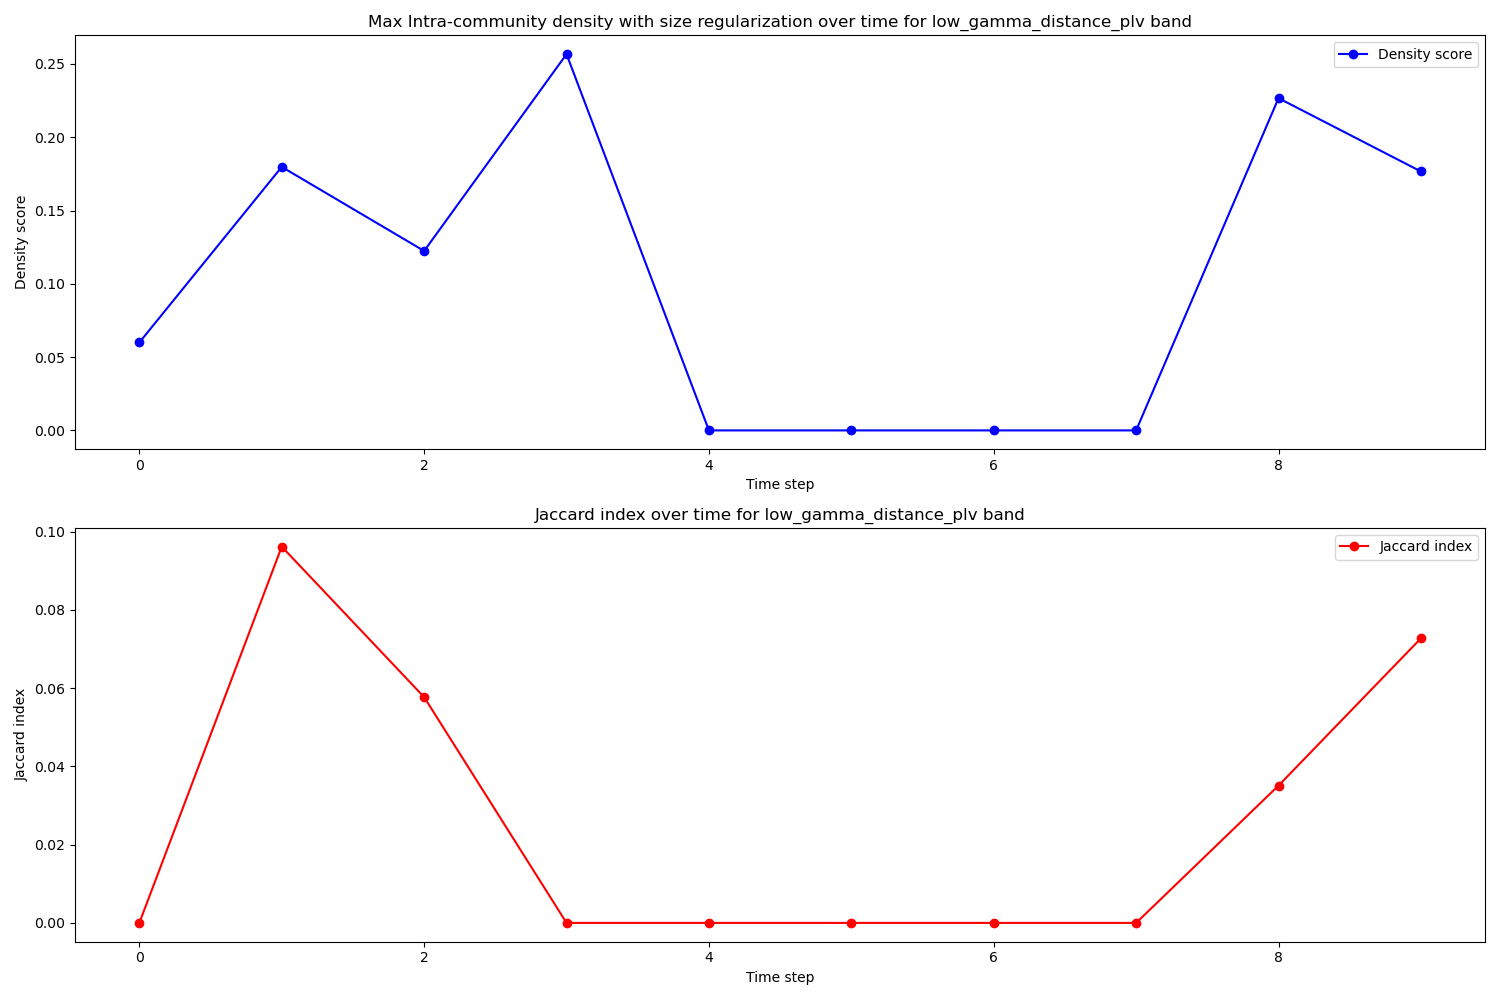 Max Intra-community density with size regularization over time for low_gamma_distance_plv band
Density score
0.25
0.20
0.15
0.10
0.05
0.00
Density score
0 2 4 6 8
Time step
Jaccard index over time for low_gamma_distance_plv band
Jaccard index
0.10
0.08
0.06
0.04
0.02
0.00
Jaccard index
0 2 4 6 8
Time step